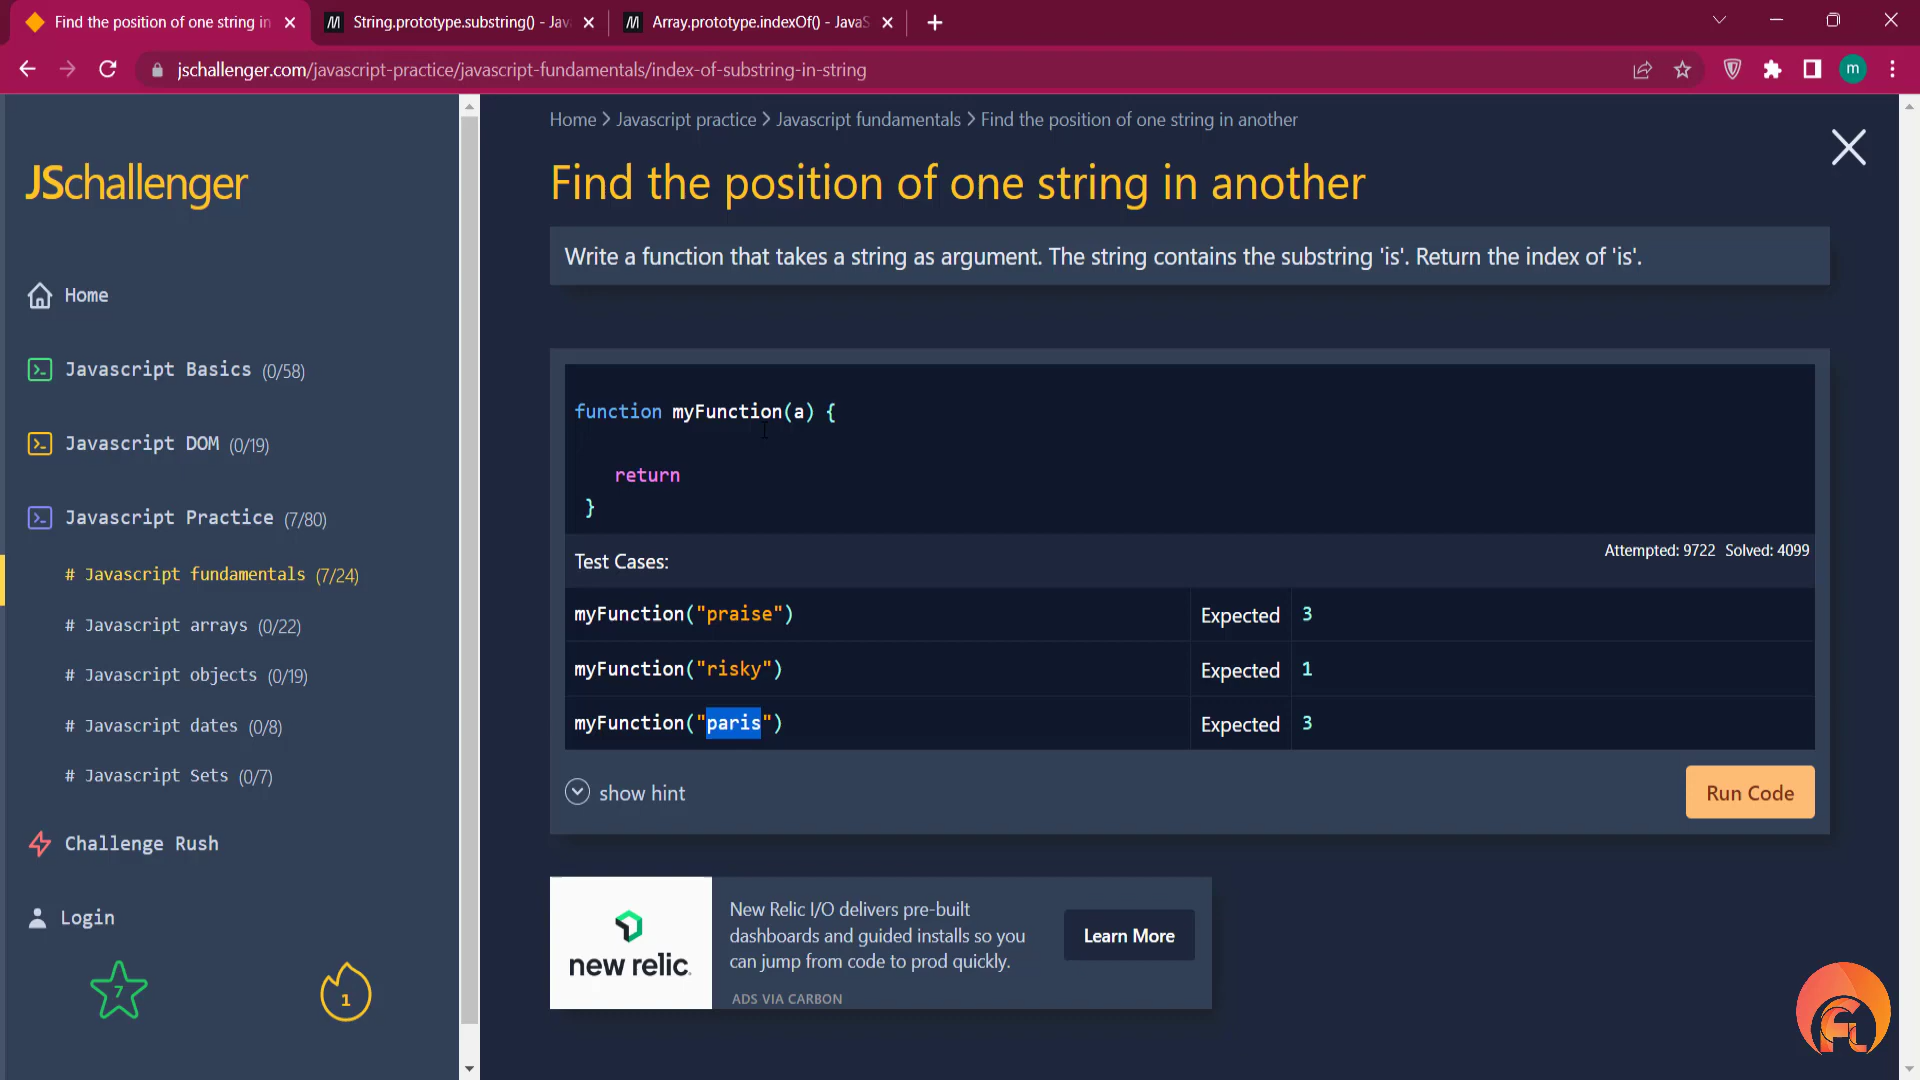 Find the position of one string in
String.prototype.substring() - Jav
Array.prototype.indexOf() - JavaS
jschallenger.com/javascript-practice/javascript-fundamentals/index-of-substring-in-string
m
JSchallenger
Home
Javascript Basics (0/58)
Javascript DOM (0/19)
Javascript Practice (7/80)
# Javascript fundamentals (7/24)
# Javascript arrays (0/22)
# Javascript objects (0/19)
# Javascript dates (0/8)
# Javascript Sets (0/7)
Challenge Rush
Login
7
1
Home > Javascript practice > Javascript fundamentals > Find the position of one string in another
Find the position of one string in another
Write a function that takes a string as argument. The string contains the substring 'is'. Return the index of 'is'.
function myFunction(a) {
return
}
Test Cases:
Attempted: 9722 Solved: 4099
myFunction("praise") Expected 3
myFunction("risky") Expected 1
myFunction("paris") Expected 3
show hint
Run Code
new relic.
New Relic I/O delivers pre-built
dashboards and guided installs so you
can jump from code to prod quickly.
ADS VIA CARBON
Learn More